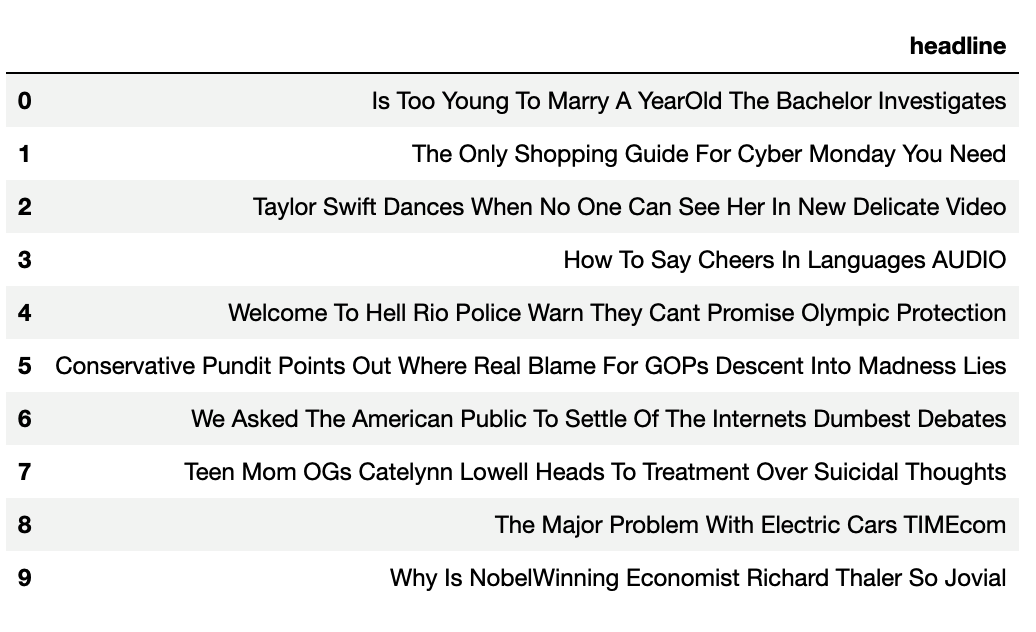 headline
0 Is Too Young To Marry A YearOld The Bachelor Investigates
1 The Only Shopping Guide For Cyber Monday You Need
2 Taylor Swift Dances When No One Can See Her In New Delicate Video
3 How To Say Cheers In Languages AUDIO
4 Welcome To Hell Rio Police Warn They Cant Promise Olympic Protection
5 Conservative Pundit Points Out Where Real Blame For GOPs Descent Into Madness Lies
6 We Asked The American Public To Settle Of The Internets Dumbest Debates
7 Teen Mom OGs Catelynn Lowell Heads To Treatment Over Suicidal Thoughts
8 The Major Problem With Electric Cars TIMEcom
9 Why Is NobelWinning Economist Richard Thaler So Jovial